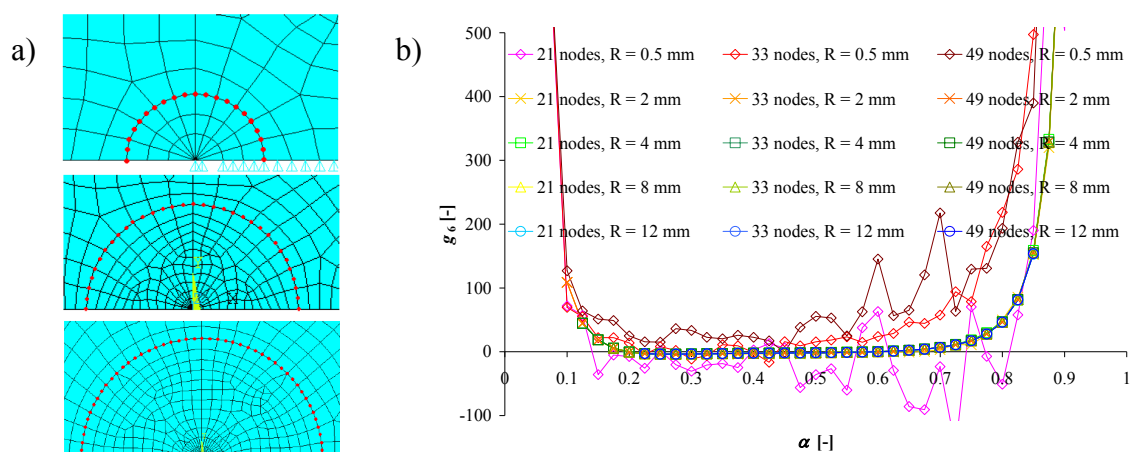 a)
b)
500
400
300
200
100
0
-100
g6 [-]
21 nodes, R = 0.5 mm
33 nodes, R = 0.5 mm
49 nodes, R = 0.5 mm
21 nodes, R = 2 mm
33 nodes, R = 2 mm
49 nodes, R = 2 mm
21 nodes, R = 4 mm
33 nodes, R = 4 mm
49 nodes, R = 4 mm
21 nodes, R = 8 mm
33 nodes, R = 8 mm
49 nodes, R = 8 mm
21 nodes, R = 12 mm
33 nodes, R = 12 mm
49 nodes, R = 12 mm
0 0.1 0.2 0.3 0.4 0.5 0.6 0.7 0.8 0.9 1
α [-]